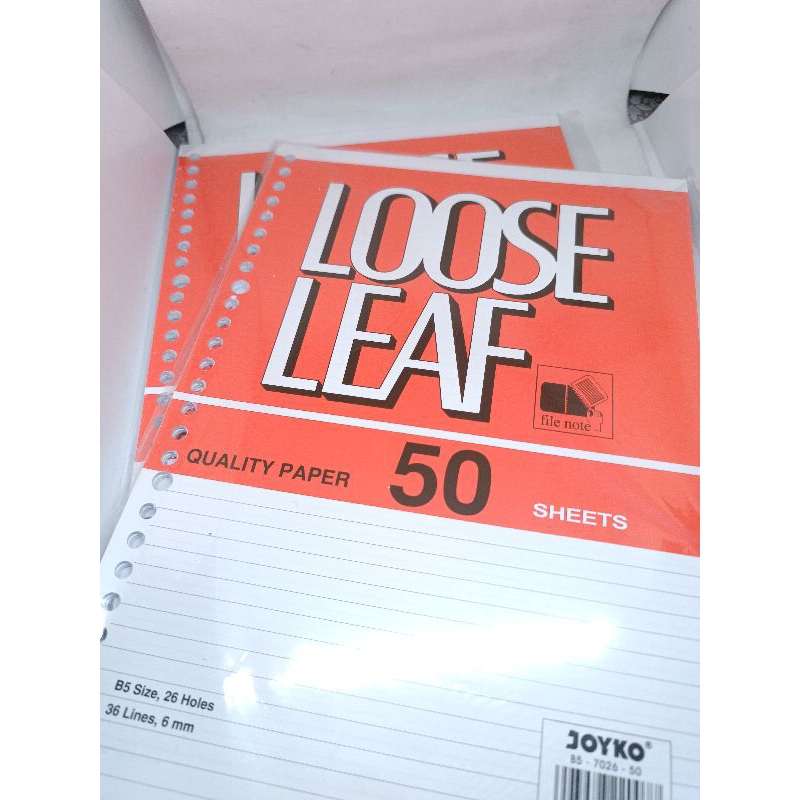 LOOSE
LEAF
file note
QUALITY PAPER 50 SHEETS
B5 Size, 26 Holes
36 Lines, 6 mm
JOYKO®
B5 - 7026 - 50